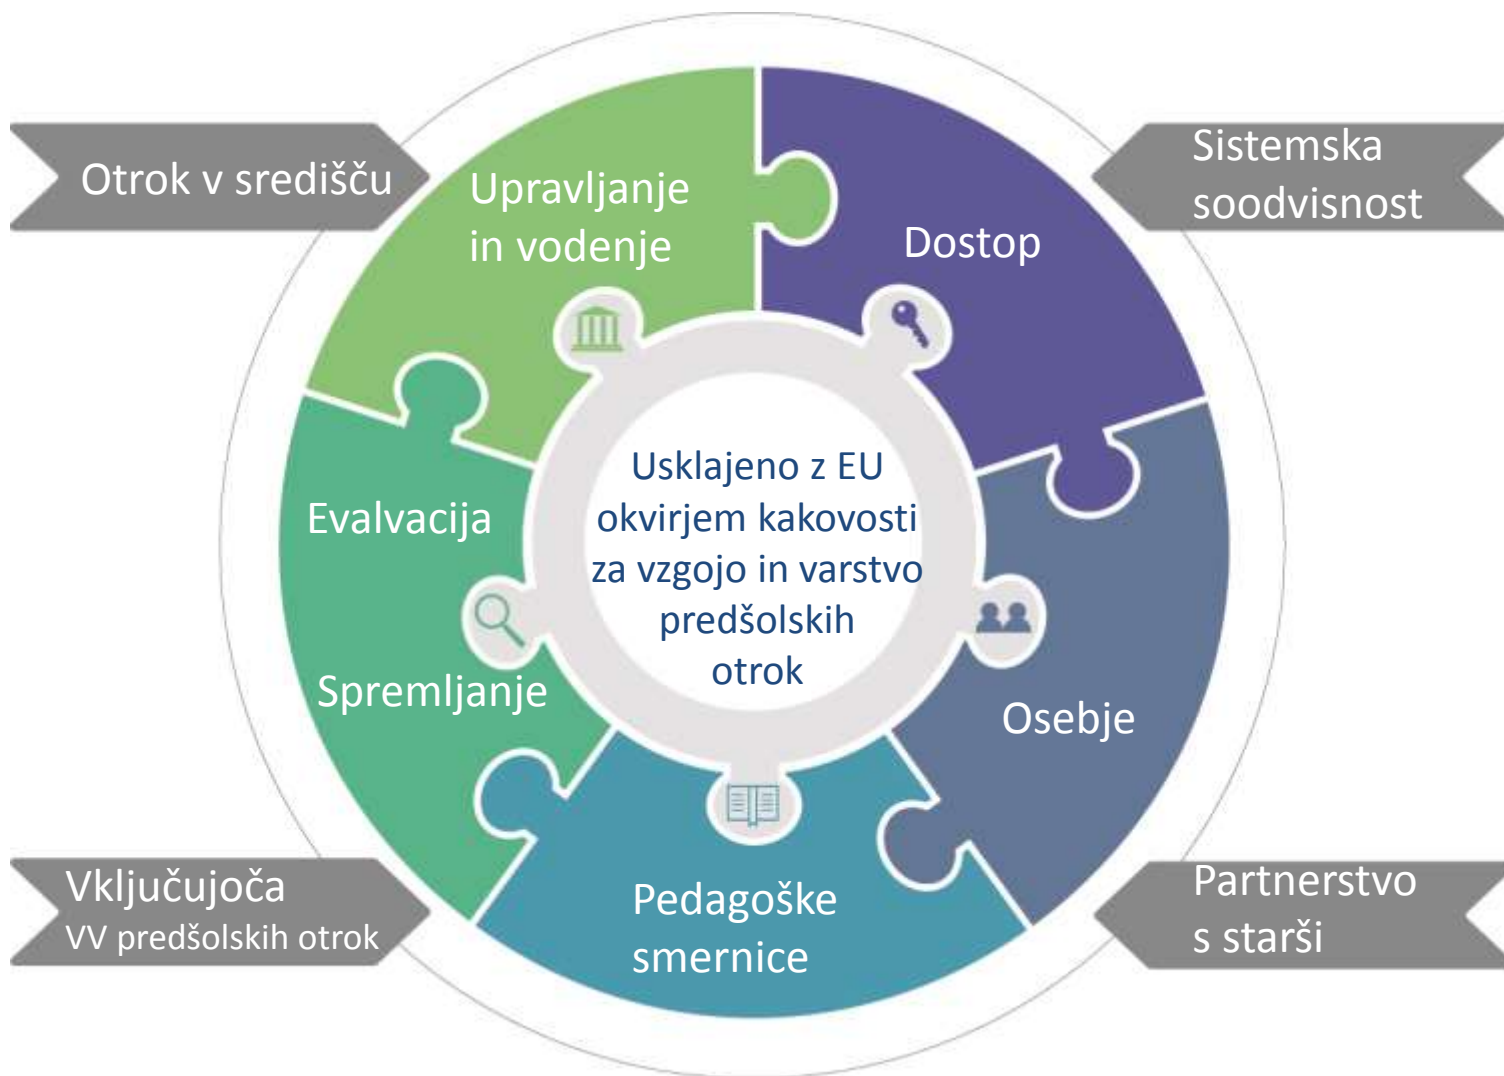 Otrok v središču
Upravljanje
in vodenje
Dostop
Sistemska
soodvisnost
Evalvacija
Spremljanje
Usklajeno z EU
okvirjem kakovosti
za vzgojo in varstvo
predšolskih
otrok
Osebje
Vključujoča
VV predšolskih otrok
Pedagoške
smernice
Partnerstvo
s starši